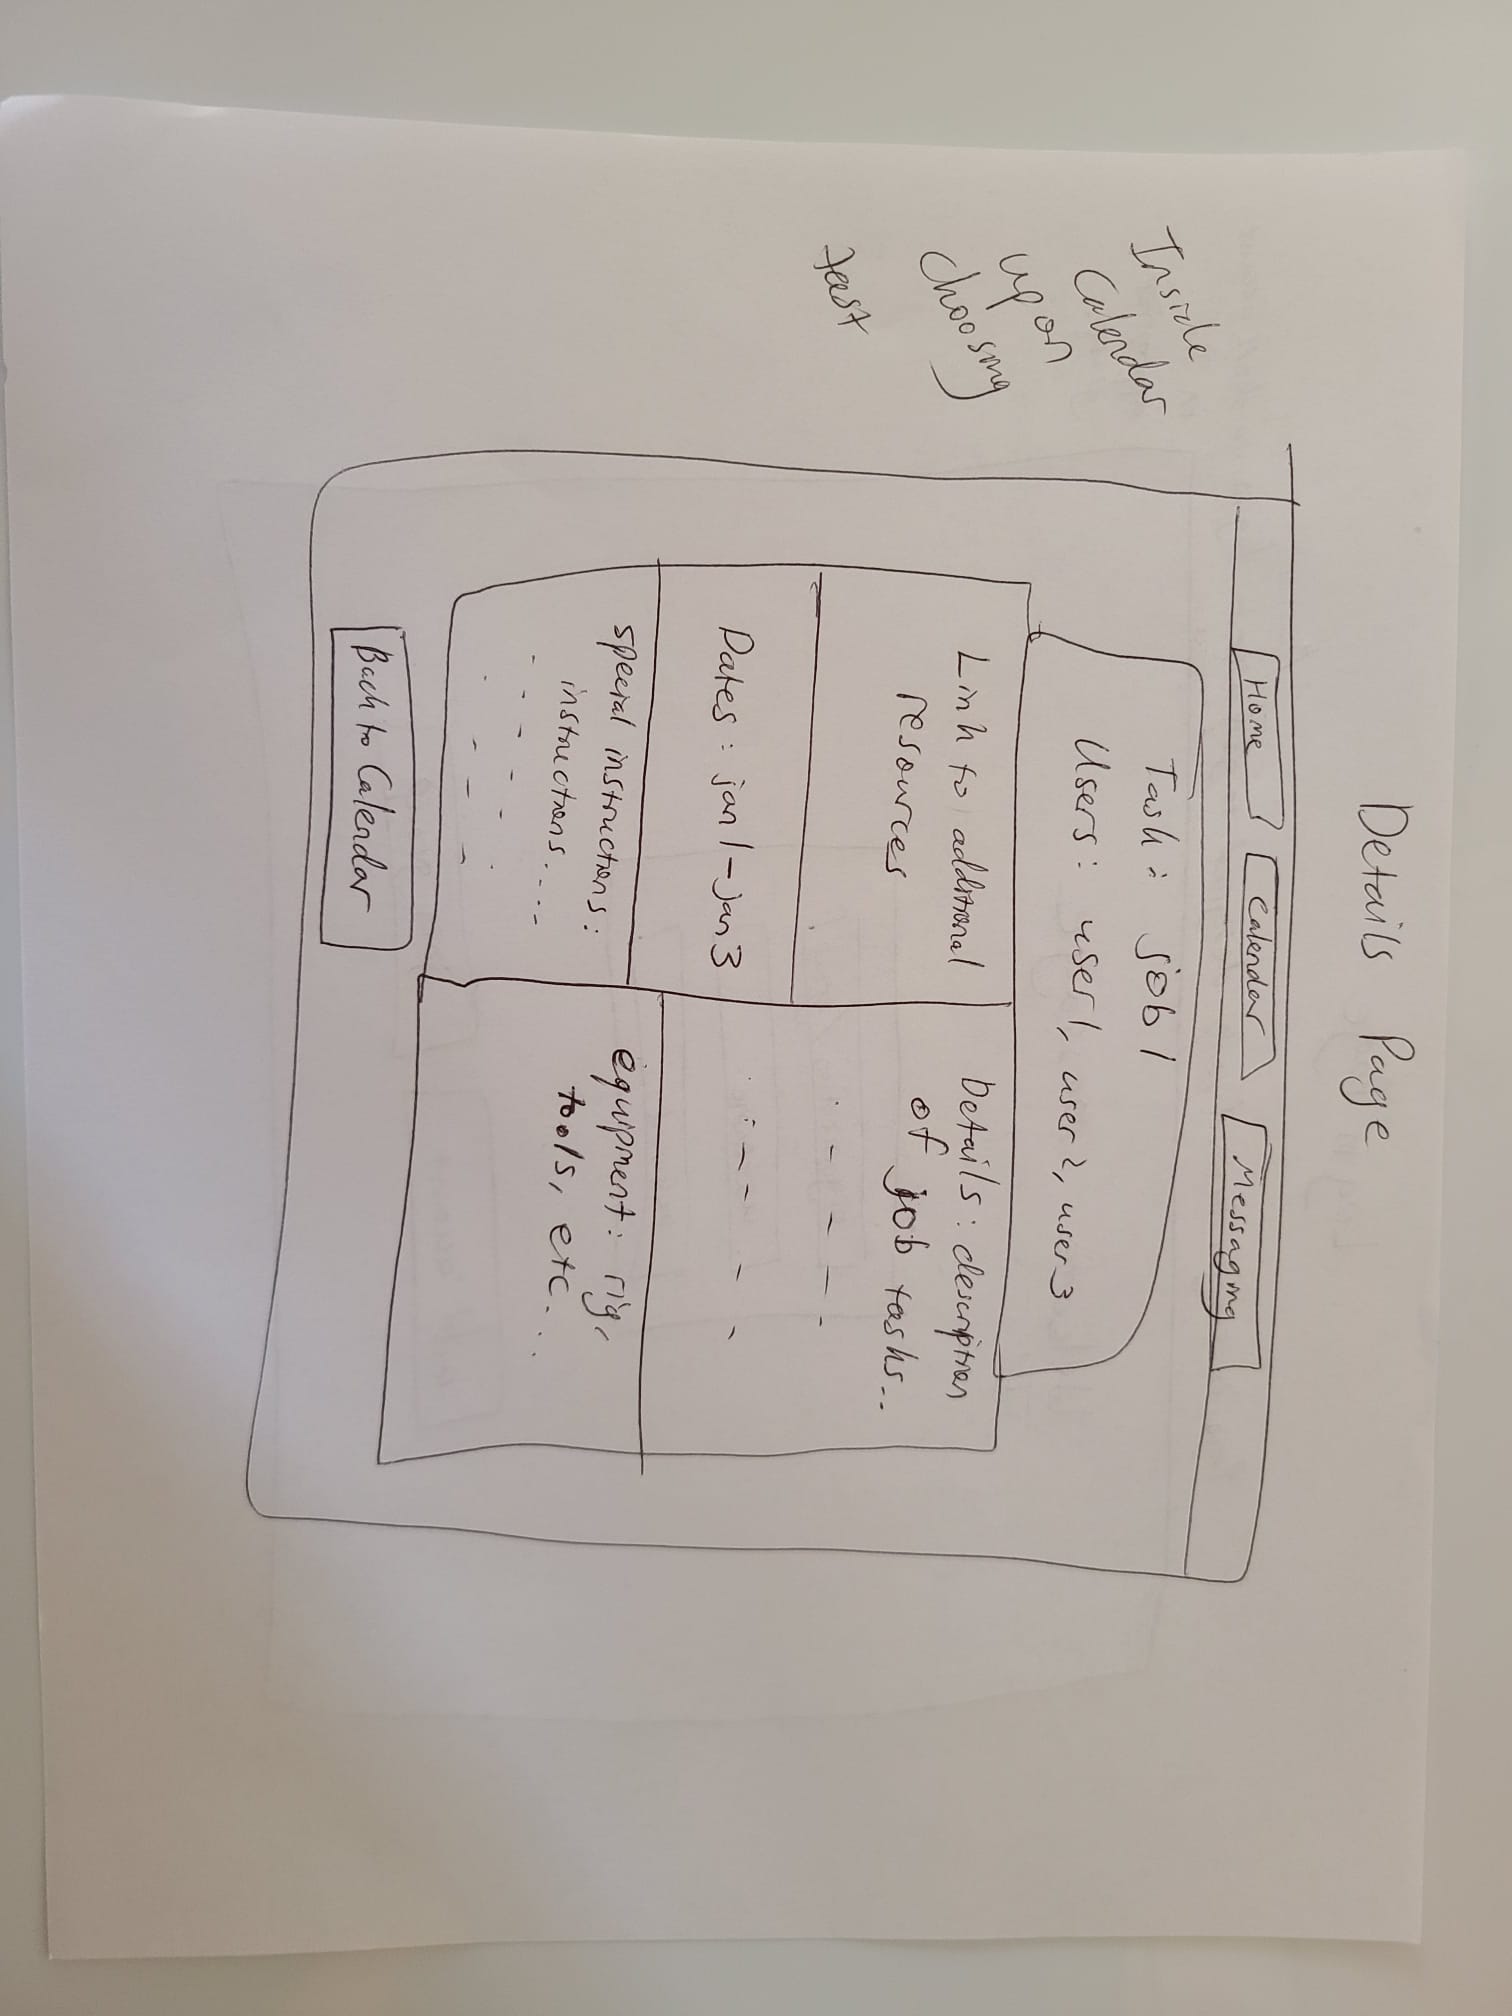 Details Page
Inside
Calendar
upon
choosing
Home
Calendar
Messaging
Task: job 1
Users: user1, user2, user3
Link to additional
resources
Dates: jan 1 - jan 3
special instructions:
instructions....
Details: description
of job tasks...
equipment: rig,
tools, etc...
Back to Calendar